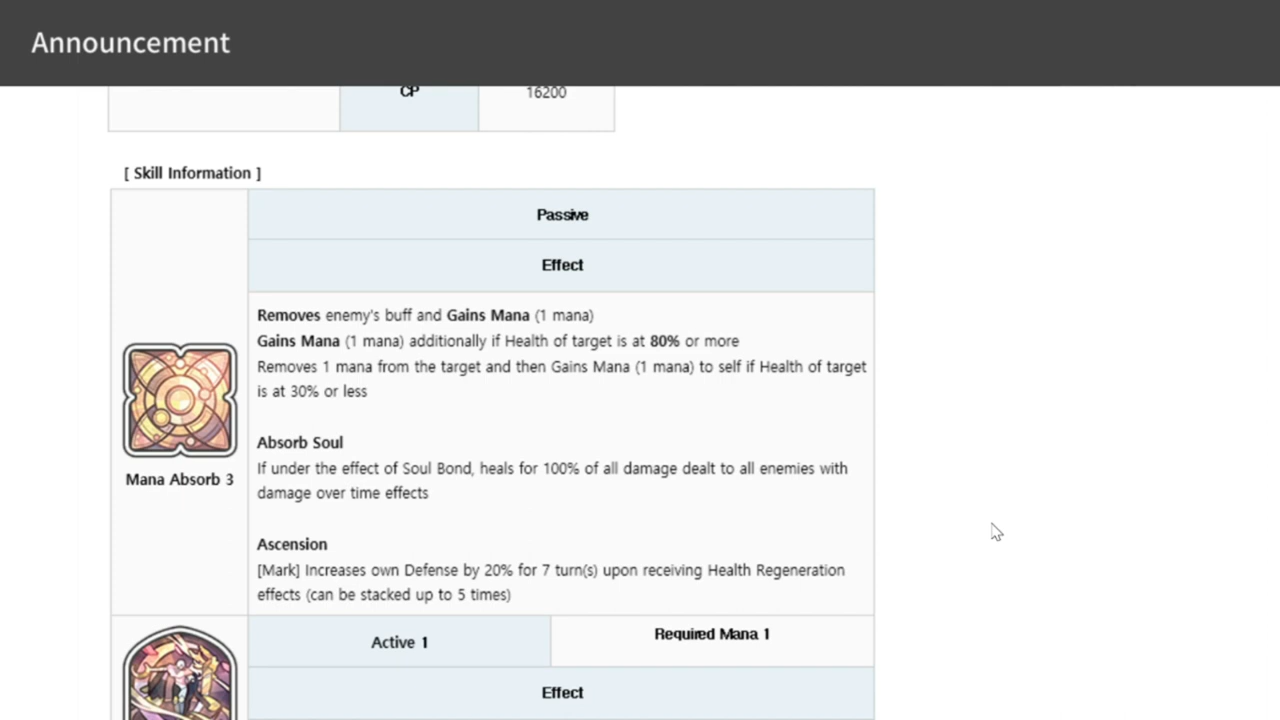 Announcement
CP 16200
[ Skill Information ]
Passive
Effect
Removes enemy's buff and Gains Mana (1 mana)
Gains Mana (1 mana) additionally if Health of target is at 80% or more
Removes 1 mana from the target and then Gains Mana (1 mana) to self if Health of target
is at 30% or less
Absorb Soul
If under the effect of Soul Bond, heals for 100% of all damage dealt to all enemies with
damage over time effects
Mana Absorb 3
Ascension
[Mark] Increases own Defense by 20% for 7 turn(s) upon receiving Health Regeneration
effects (can be stacked up to 5 times)
Active 1 Required Mana 1
Effect